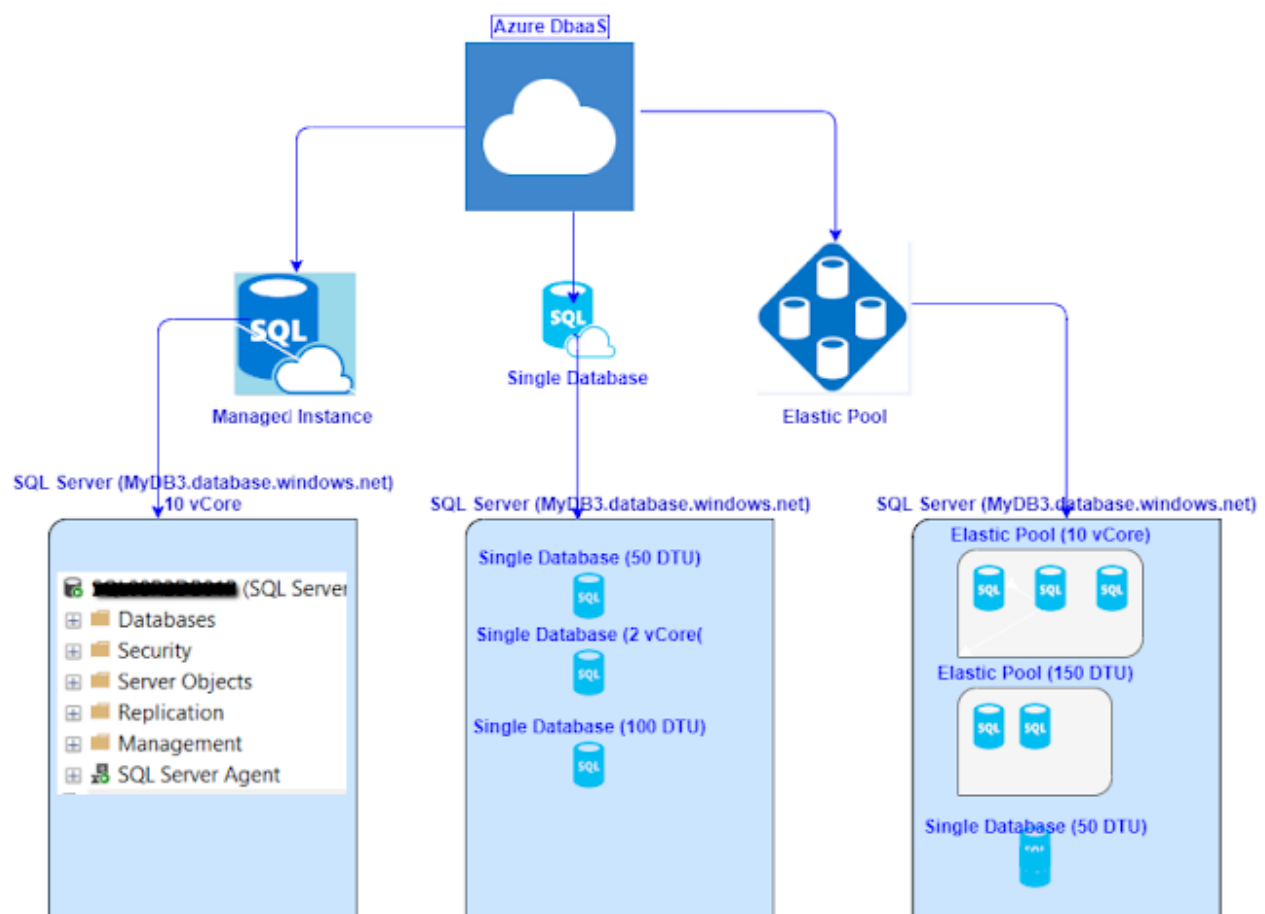 Azure DbaaS
SQL
SQL
Single Database
Managed Instance
Elastic Pool
SQL Server (MyDB3.database.windows.net)
10 vCore
(SQL Server
Databases
Security
Server Objects
Replication
Management
SQL Server Agent
SQL Server (MyDB3.database.windows.net)
Single Database (50 DTU)
SQL
Single Database (2 vCore(
SQL
Single Database (100 DTU)
SQL
SQL Server (MyDB3.database.windows.net)
Elastic Pool (10 vCore)
SQL SQL SQL
Elastic Pool (150 DTU)
SQL SQL
Single Database (50 DTU)